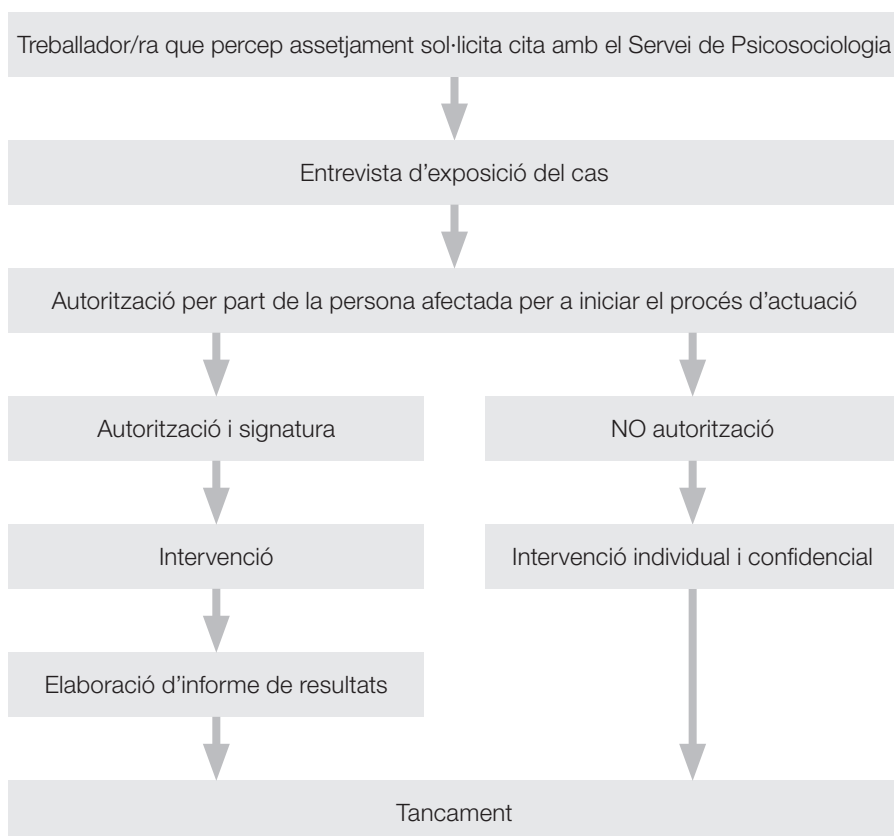 Treballador/ra que percep assetjament sol·licita cita amb el Servei de Psicosociologia
Entrevista d’exposició del cas
Autorització per part de la persona afectada per a iniciar el procés d’actuació
Autorització i signatura
NO autorització
Intervenció
Intervenció individual i confidencial
Elaboració d’informe de resultats
Tancament